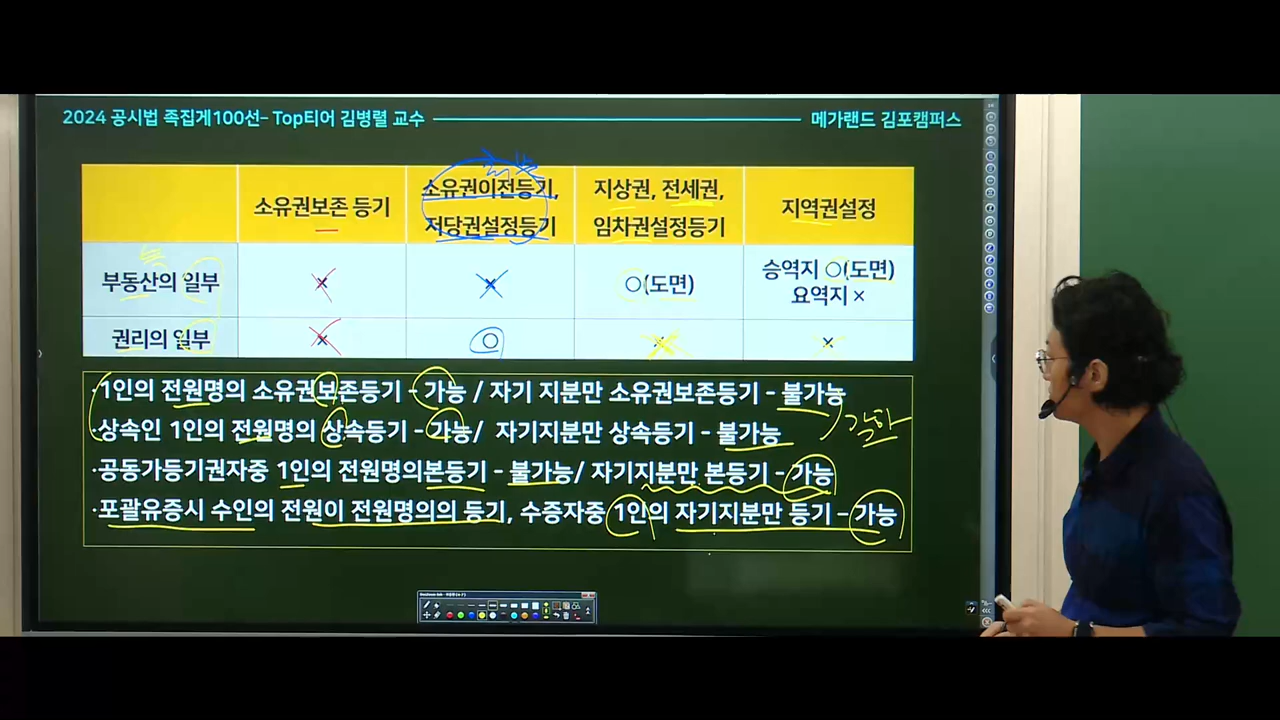 2024 공시법 족집게100선- Top티어 김병렬 교수
메가랜드 김포캠퍼스
소유권보존 등기
소유권이전등기,
저당권설정등기
지상권, 전세권,
임차권설정등기
지역권설정
부동산의 일부
×
×
○(도면)
승역지 ○(도면)
요역지 ×
권리의 일부
×
○
×
×
·1인의 전원명의 소유권보존등기 - 가능 / 자기 지분만 소유권보존등기 - 불가능
·상속인 1인의 전원명의 상속등기 - 가능/ 자기지분만 상속등기 - 불가능
각하
·공동가등기권자중 1인의 전원명의본등기 - 불가능/ 자기지분만 본등기 - 가능
·포괄유증시 수인의 전원이 전원명의의 등기, 수증자중 1인의 자기지분만 등기 - 가능